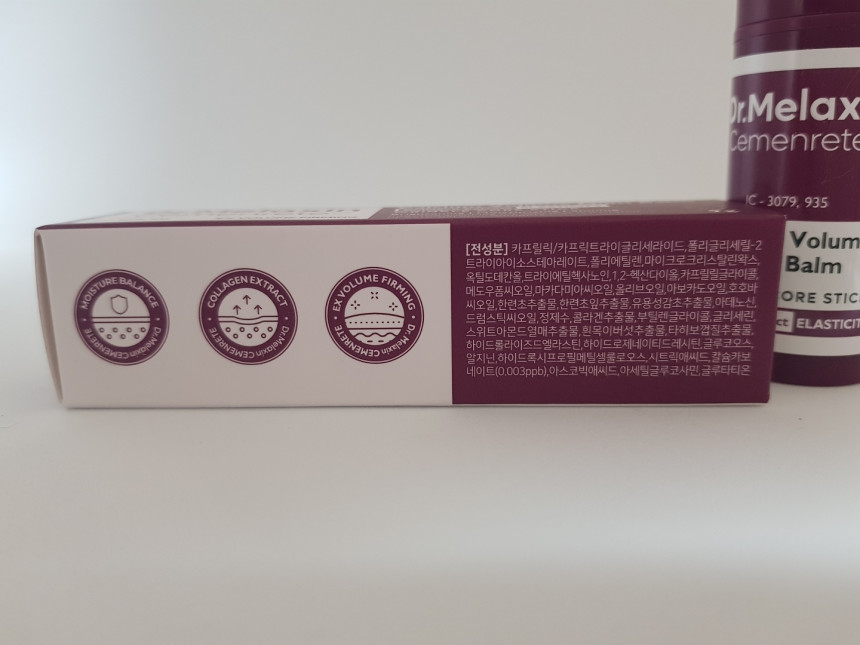 MOISTURE BALANCE
Dr.Melaxin CEMENRETE
COLLAGEN EXTRACT
Dr.Melaxin CEMENRETE
EX VOLUME FIRMING
Dr.Melaxin CEMENRETE
[전성분] 카프릴릭/카프릭트라이글리세라이드,폴리글리세릴-2
트라이아이소스테아레이트,폴리에틸렌,마이크로크리스탈린왁스,
옥틸도데칸올,트라이에틸헥사노인,1,2-헥산다이올,카프릴릴글라이콜,
메도우폼씨오일,마카다미아씨오일,올리브오일,아보카도오일,호호바
씨오일,한련초추출물,한련초잎추출물,유용성감초추출물,아데노신,
드럼스틱씨오일,정제수,콜라겐추출물,부틸렌글라이콜,글리세린,
스위트아몬드열매추출물,흰목이버섯추출물,타히보껍질추출물,
하이드롤라이즈드엘라스틴,하이드로제네이티드레시틴,글루코오스,
알지닌,하이드록시프로필메틸셀룰로오스,시트릭애씨드,칼슘카보
네이트(0.003ppb),아스코빅애씨드,아세틸글루코사민,글루타티온
Dr.Melax
Cemenrete
IC - 3079, 935
Volum
Balm
ORE STIC
ct ELASTICIT